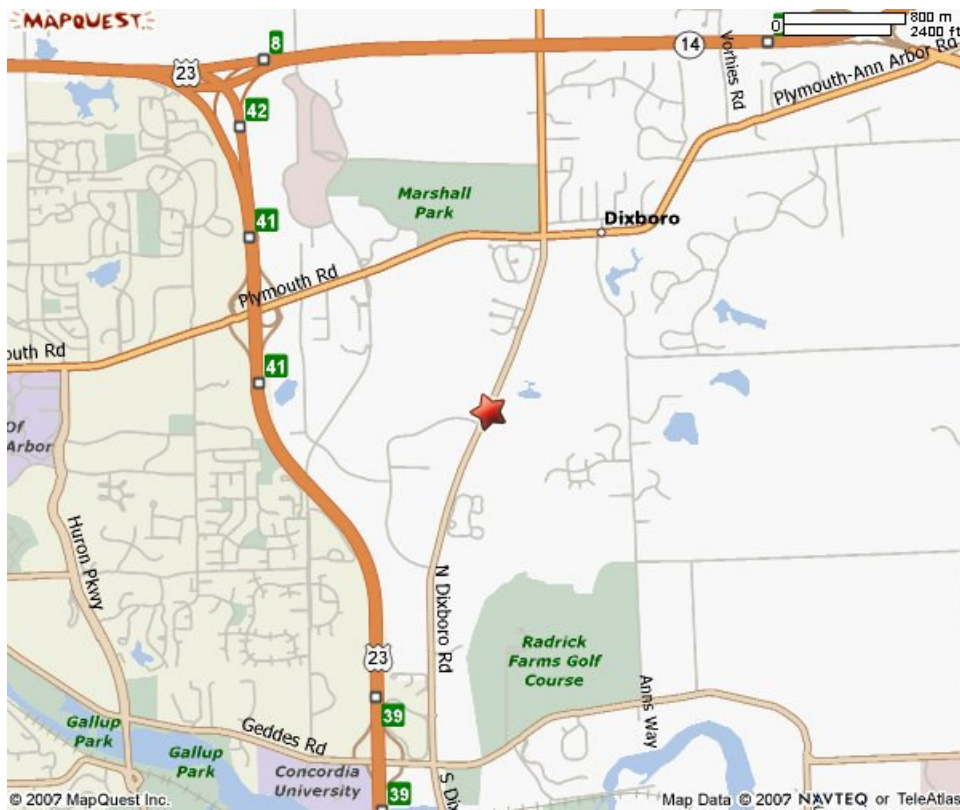 MAPQUEST.
8
0
800 m
2400 ft
14
Vorhies Rd
Plymouth-Ann Arbor Rd
23
42
Marshall
Park
Dixboro
41
Plymouth Rd
outh Rd
41
Of
Arbor
Huron Pkwy
N Dixboro Rd
Radrick
Farms Golf
Course
23
Anns Way
39
Gallup
Park
Geddes Rd
Gallup
Park
Concordia
University
39
S Dix
© 2007 MapQuest Inc.
Map Data © 2007 NAVTEQ or TeleAtlas